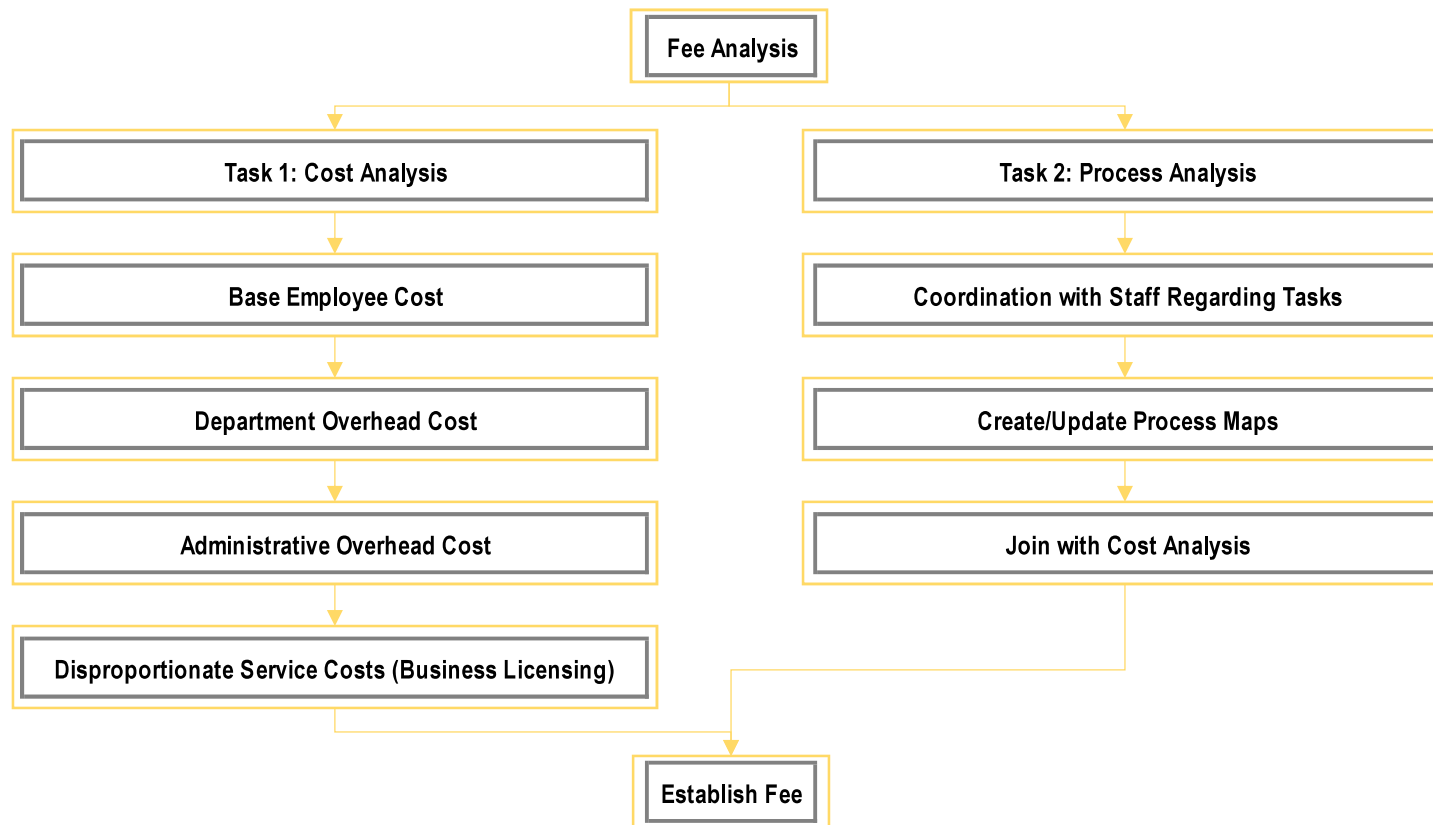 Fee Analysis
Task 1: Cost Analysis
Task 2: Process Analysis
Base Employee Cost
Coordination with Staff Regarding Tasks
Department Overhead Cost
Create/Update Process Maps
Administrative Overhead Cost
Join with Cost Analysis
Disproportionate Service Costs (Business Licensing)
Establish Fee